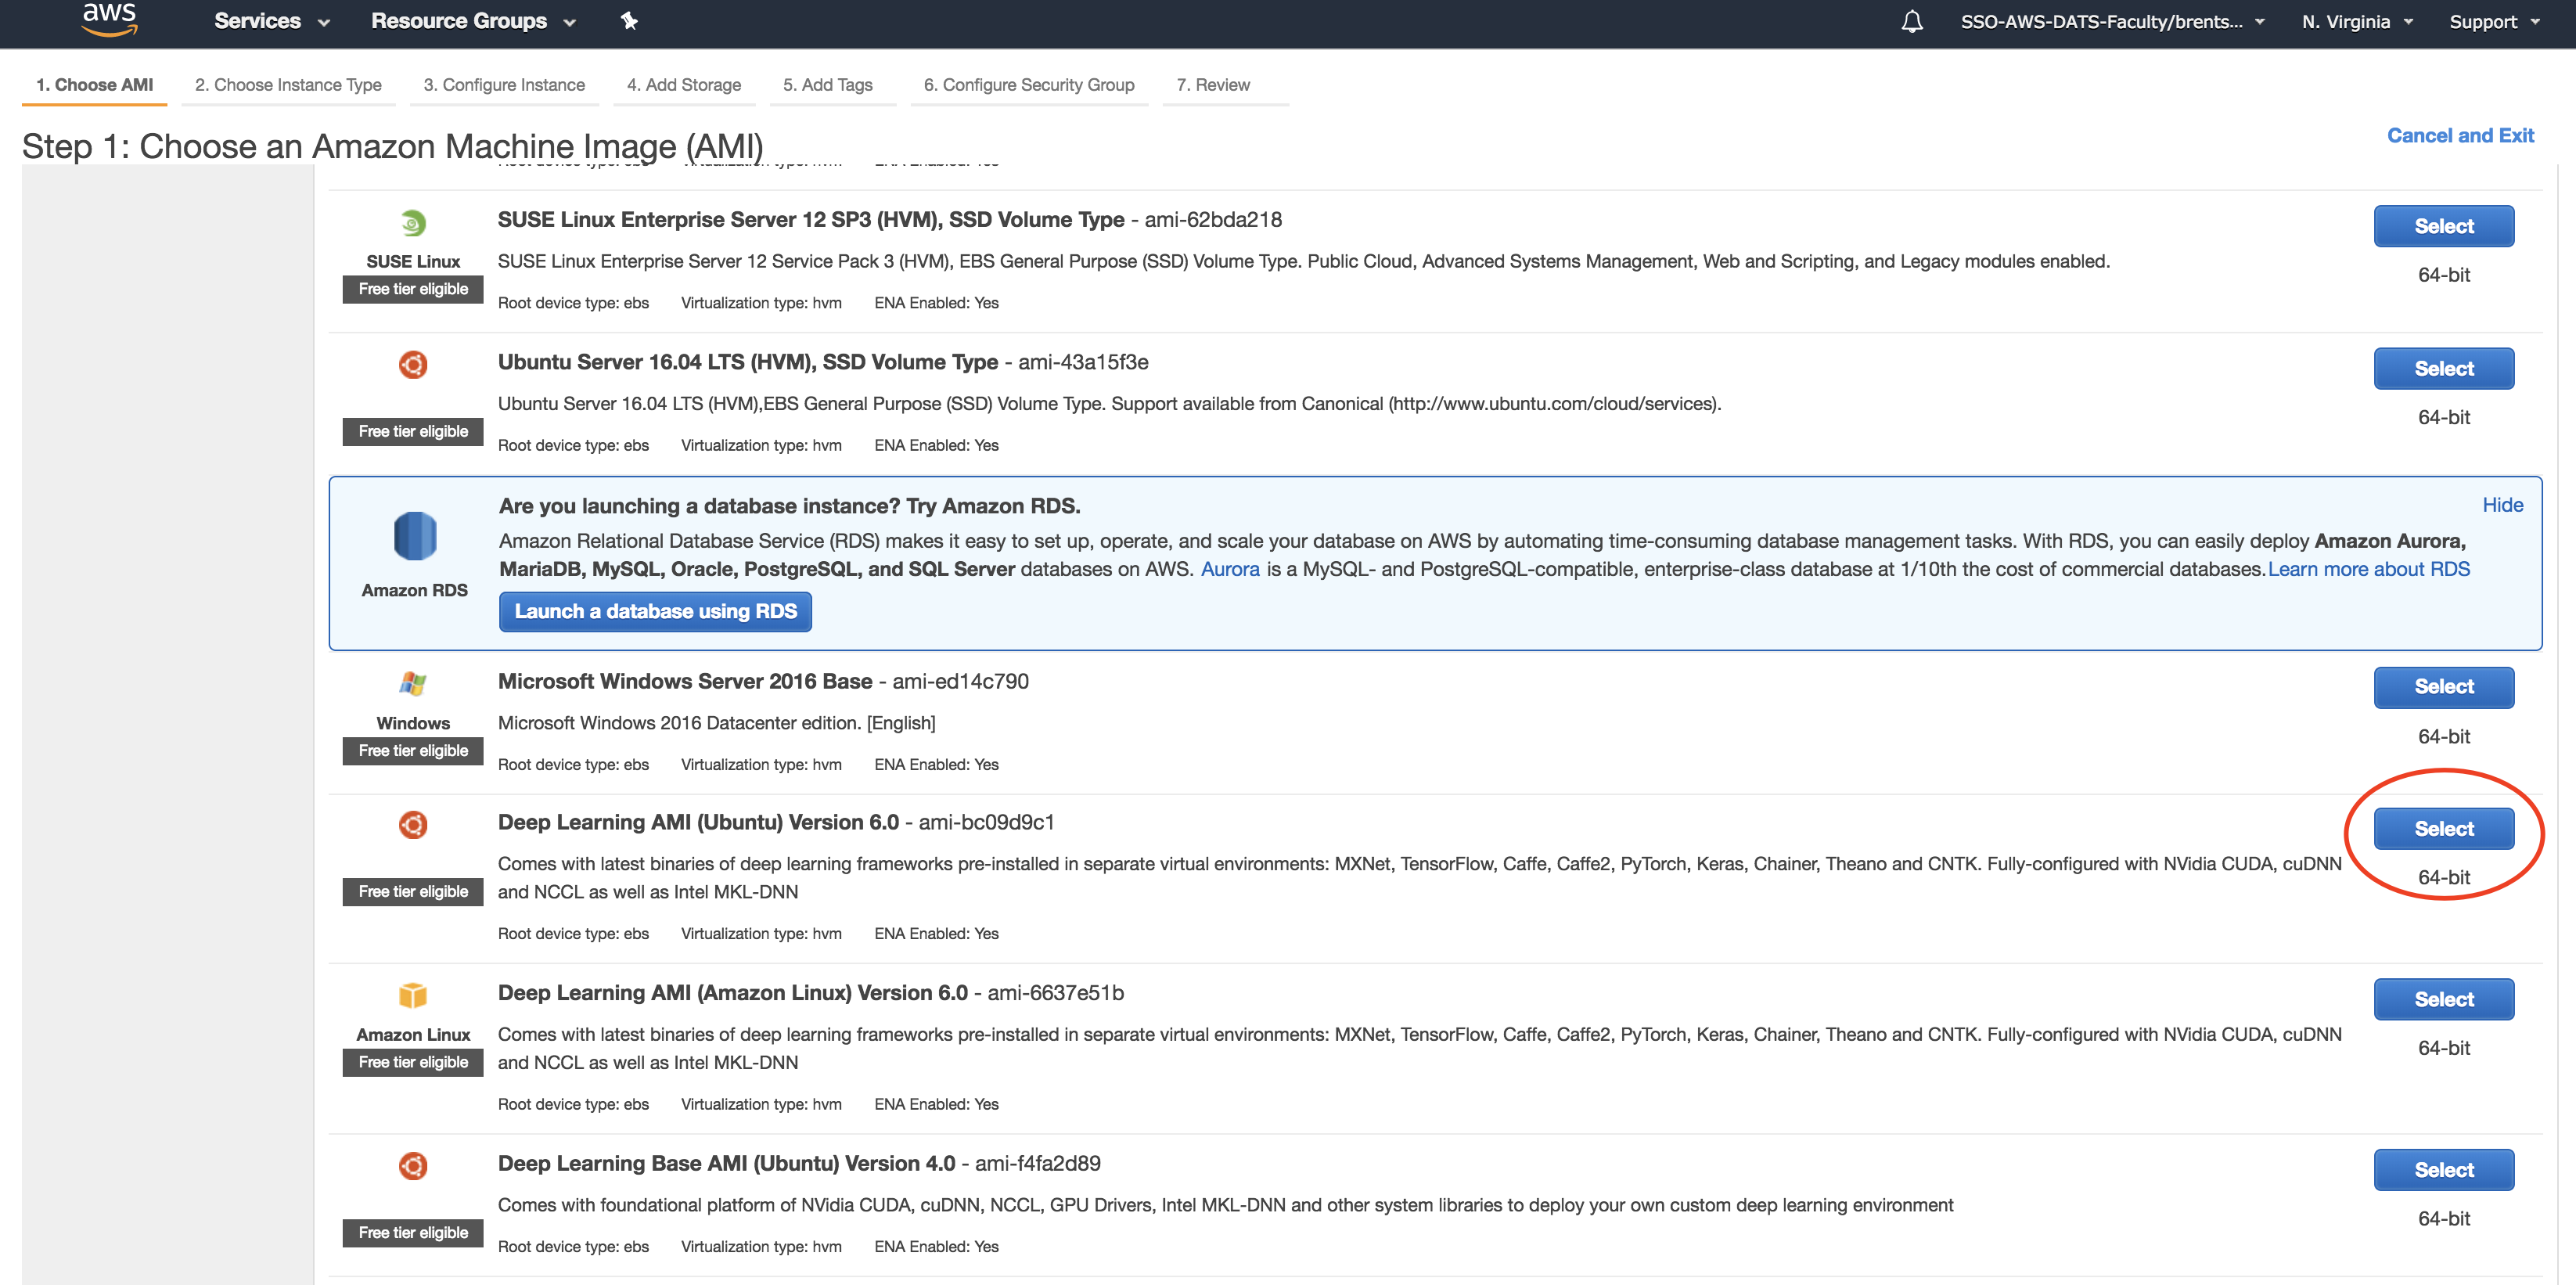 aws Services Resource Groups SSO-AWS-DATS-Faculty/brents... N. Virginia Support
1. Choose AMI 2. Choose Instance Type 3. Configure Instance 4. Add Storage 5. Add Tags 6. Configure Security Group 7. Review
Step 1: Choose an Amazon Machine Image (AMI) Cancel and Exit
Root device type: ebs Virtualization type: hvm ENA Enabled: Yes
SUSE Linux Enterprise Server 12 SP3 (HVM), SSD Volume Type - ami-62bda218 Select
SUSE Linux SUSE Linux Enterprise Server 12 Service Pack 3 (HVM), EBS General Purpose (SSD) Volume Type. Public Cloud, Advanced Systems Management, Web and Scripting, and Legacy modules enabled. 64-bit
Free tier eligible Root device type: ebs Virtualization type: hvm ENA Enabled: Yes
Ubuntu Server 16.04 LTS (HVM), SSD Volume Type - ami-43a15f3e Select
Ubuntu Server 16.04 LTS (HVM),EBS General Purpose (SSD) Volume Type. Support available from Canonical (http://www.ubuntu.com/cloud/services). 64-bit
Free tier eligible Root device type: ebs Virtualization type: hvm ENA Enabled: Yes
Are you launching a database instance? Try Amazon RDS. Hide
Amazon Relational Database Service (RDS) makes it easy to set up, operate, and scale your database on AWS by automating time-consuming database management tasks. With RDS, you can easily deploy Amazon Aurora,
MariaDB, MySQL, Oracle, PostgreSQL, and SQL Server databases on AWS. Aurora is a MySQL- and PostgreSQL-compatible, enterprise-class database at 1/10th the cost of commercial databases.Learn more about RDS
Amazon RDS Launch a database using RDS
Microsoft Windows Server 2016 Base - ami-ed14c790 Select
Windows Microsoft Windows 2016 Datacenter edition. [English] 64-bit
Free tier eligible Root device type: ebs Virtualization type: hvm ENA Enabled: Yes
Deep Learning AMI (Ubuntu) Version 6.0 - ami-bc09d9c1 Select
Comes with latest binaries of deep learning frameworks pre-installed in separate virtual environments: MXNet, TensorFlow, Caffe, Caffe2, PyTorch, Keras, Chainer, Theano and CNTK. Fully-configured with NVidia CUDA, cuDNN 64-bit
Free tier eligible and NCCL as well as Intel MKL-DNN
Root device type: ebs Virtualization type: hvm ENA Enabled: Yes
Deep Learning AMI (Amazon Linux) Version 6.0 - ami-6637e51b Select
Amazon Linux Comes with latest binaries of deep learning frameworks pre-installed in separate virtual environments: MXNet, TensorFlow, Caffe, Caffe2, PyTorch, Keras, Chainer, Theano and CNTK. Fully-configured with NVidia CUDA, cuDNN 64-bit
Free tier eligible and NCCL as well as Intel MKL-DNN
Root device type: ebs Virtualization type: hvm ENA Enabled: Yes
Deep Learning Base AMI (Ubuntu) Version 4.0 - ami-f4fa2d89 Select
Comes with foundational platform of NVidia CUDA, cuDNN, NCCL, GPU Drivers, Intel MKL-DNN and other system libraries to deploy your own custom deep learning environment 64-bit
Free tier eligible Root device type: ebs Virtualization type: hvm ENA Enabled: Yes